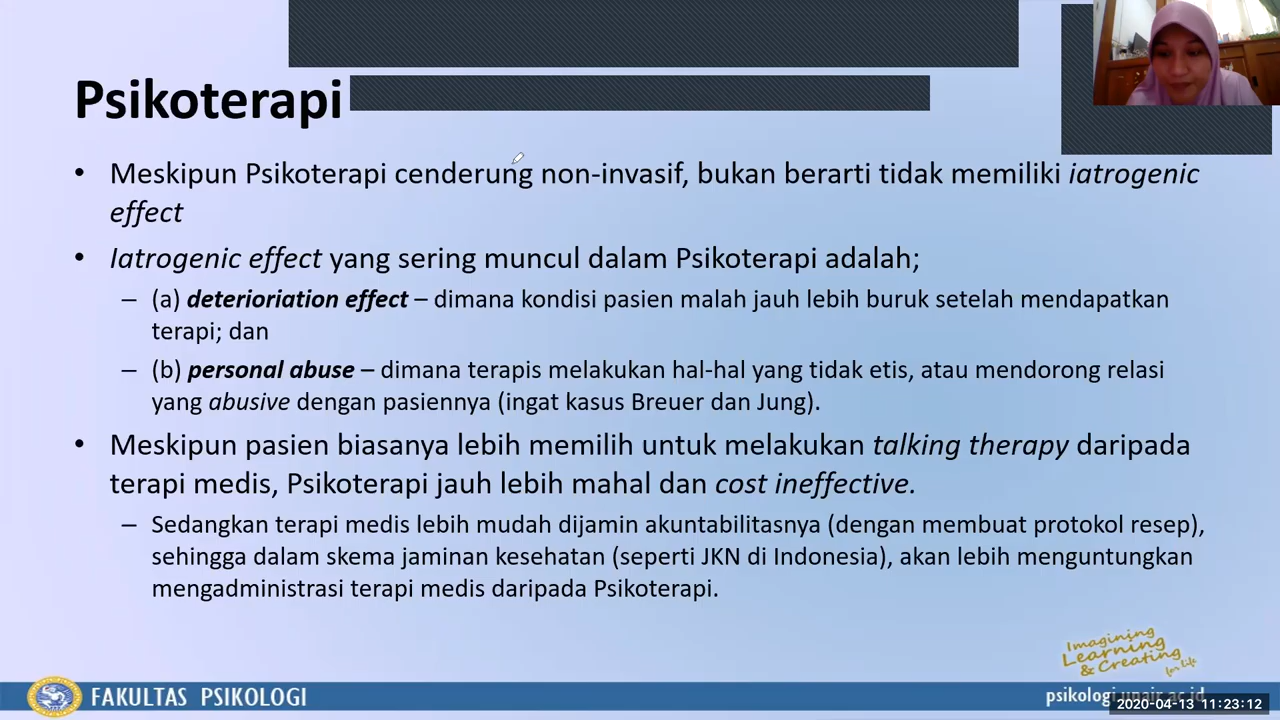 Psikoterapi
• Meskipun Psikoterapi cenderung non-invasif, bukan berarti tidak memiliki iatrogenic
effect
• Iatrogenic effect yang sering muncul dalam Psikoterapi adalah;
– (a) deterioriation effect – dimana kondisi pasien malah jauh lebih buruk setelah mendapatkan
terapi; dan
– (b) personal abuse – dimana terapis melakukan hal-hal yang tidak etis, atau mendorong relasi
yang abusive dengan pasiennya (ingat kasus Breuer dan Jung).
• Meskipun pasien biasanya lebih memilih untuk melakukan talking therapy daripada
terapi medis, Psikoterapi jauh lebih mahal dan cost ineffective.
– Sedangkan terapi medis lebih mudah dijamin akuntabilitasnya (dengan membuat protokol resep),
sehingga dalam skema jaminan kesehatan (seperti JKN di Indonesia), akan lebih menguntungkan
mengadministrasi terapi medis daripada Psikoterapi.
Imagining
Learning
& Creating
for life
FAKULTAS PSIKOLOGI
psikologi.unair.ac.id
2020-04-13 11:23:12